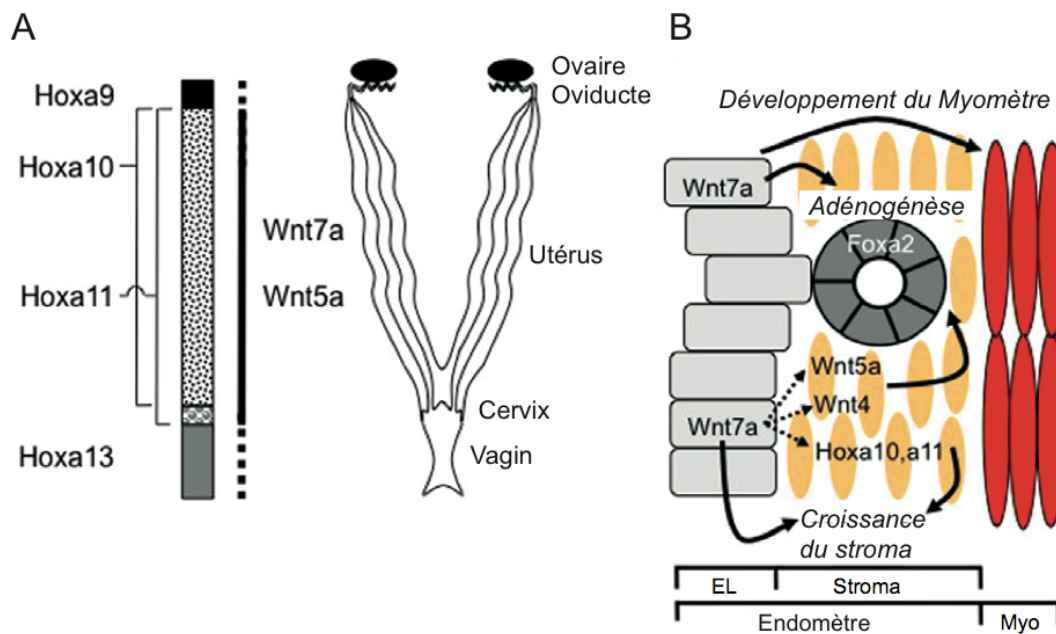 A
Hoxa9
Hoxa10
Hoxa11
Hoxa13
Wnt7a
Wnt5a
Ovaire
Oviducte
Utérus
Cervix
Vagin
B
Développement du Myomètre
Wnt7a
Adénogénèse
Foxa2
Wnt5a
Wnt4
Wnt7a
Hoxa10,a11
Croissance
du stroma
EL
Stroma
Endomètre
Myo